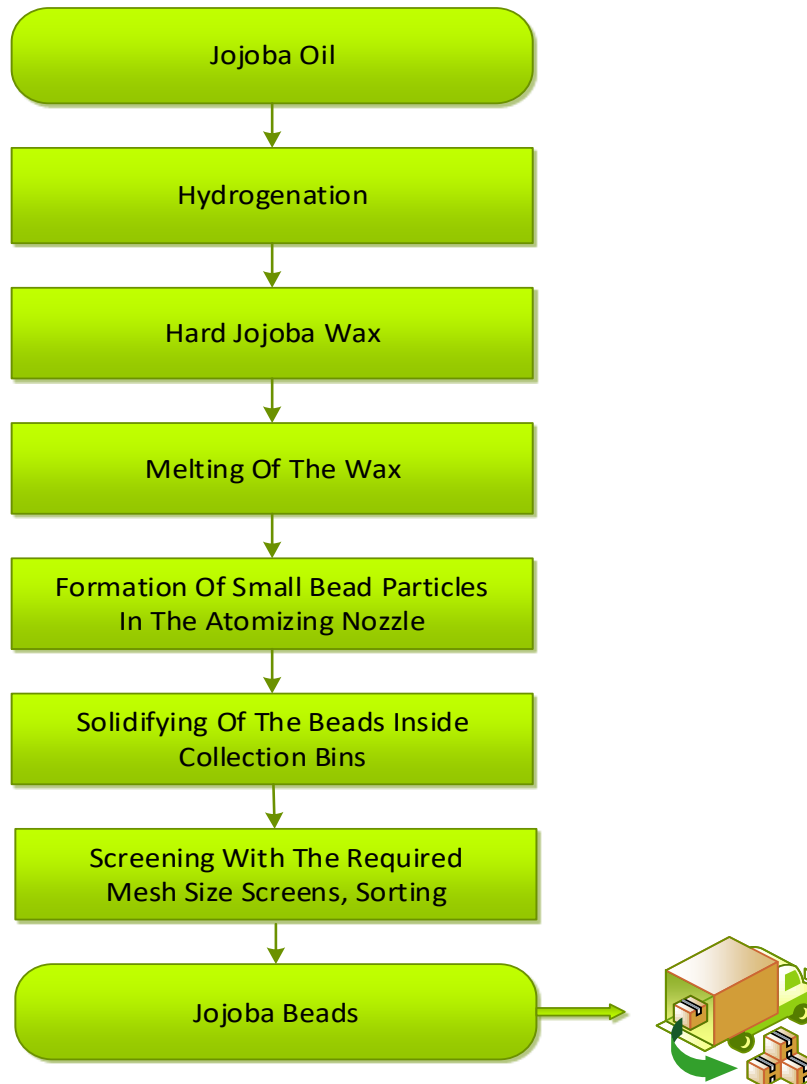 Jojoba Oil
Hydrogenation
Hard Jojoba Wax
Melting Of The Wax
Formation Of Small Bead Particles
In The Atomizing Nozzle
Solidifying Of The Beads Inside
Collection Bins
Screening With The Required
Mesh Size Screens, Sorting
Jojoba Beads